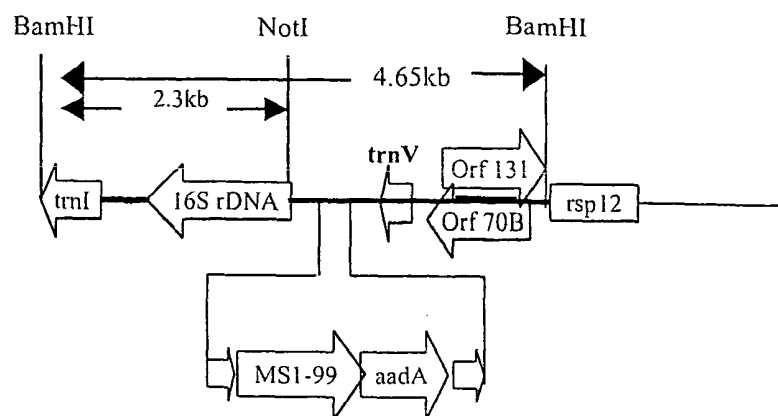 BamHI NotI BamHI
4.65kb
2.3kb
trnV
Orf 131
trnI 16S rDNA Orf 70B rsp12
MS1-99 aadA